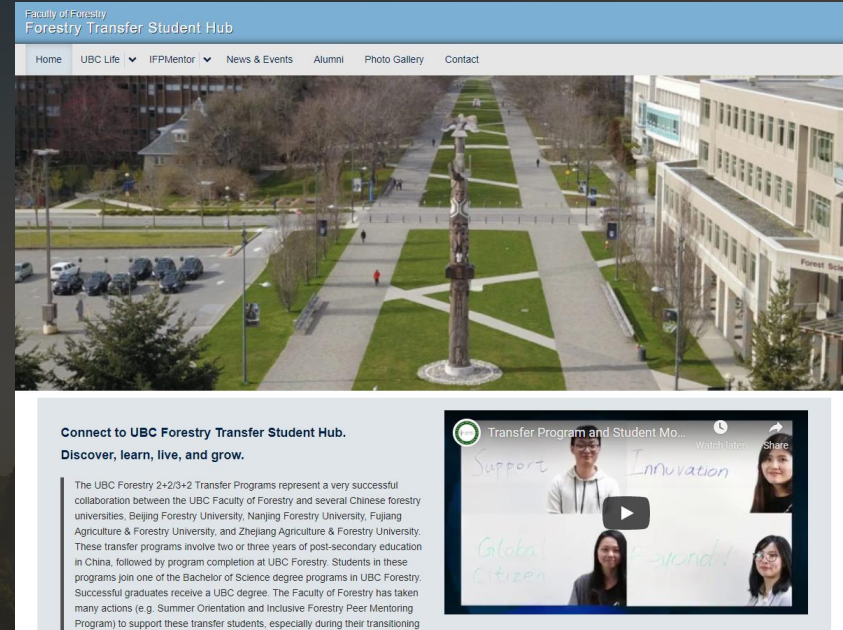 Faculty of Forestry
Forestry Transfer Student Hub
Home UBC Life IFPMentor News & Events Alumni Photo Gallery Contact
Forest Scie
Connect to UBC Forestry Transfer Student Hub.
Discover, learn, live, and grow.
The UBC Forestry 2+2/3+2 Transfer Programs represent a very successful
collaboration between the UBC Faculty of Forestry and several Chinese forestry
universities, Beijing Forestry University, Nanjing Forestry University, Fujiang
Agriculture & Forestry University, and Zhejiang Agriculture & Forestry University.
These transfer programs involve two or three years of post-secondary education
in China, followed by program completion at UBC Forestry. Students in these
programs join one of the Bachelor of Science degree programs in UBC Forestry.
Successful graduates receive a UBC degree. The Faculty of Forestry has taken
many actions (e.g. Summer Orientation and Inclusive Forestry Peer Mentoring
Program) to support these transfer students, especially during their transitioning
Transfer Program and Student Mo...
Watch later Share
Support Innuvation
Global
Citizen